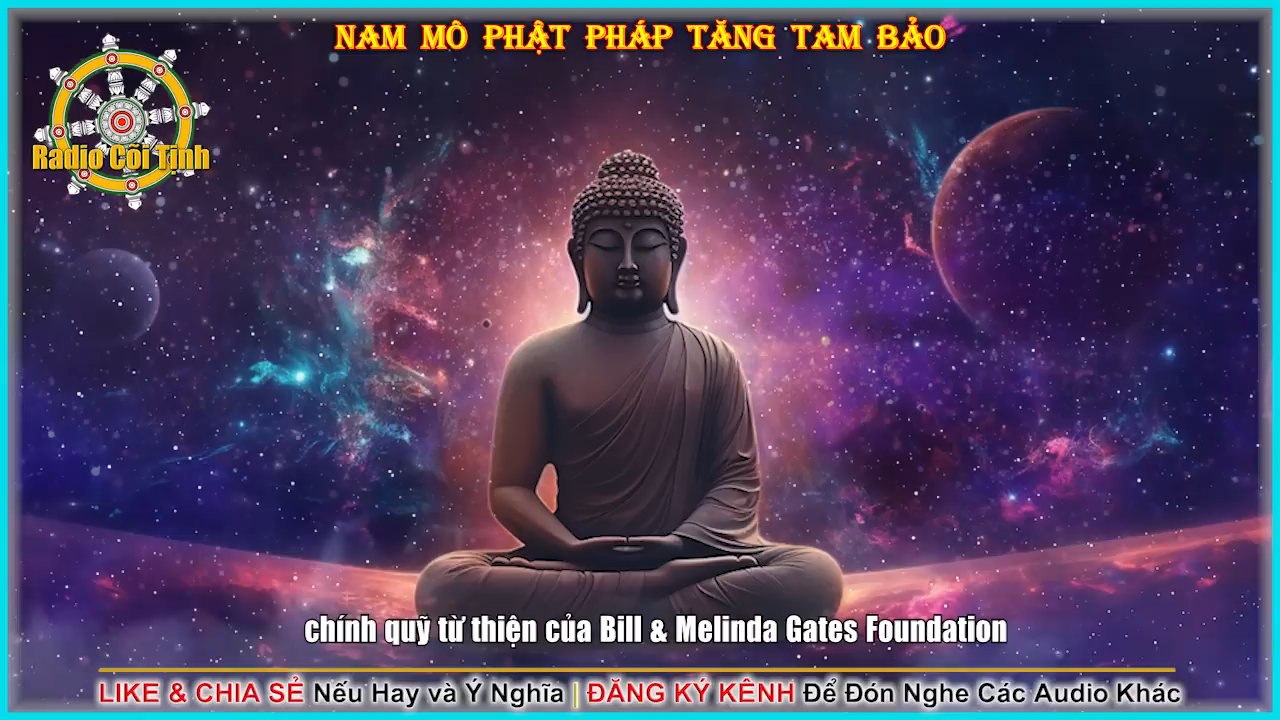 NAM MÔ PHẬT PHÁP TĂNG TAM BẢO
Radio Cõi Tịnh
chính quỹ từ thiện của Bill & Melinda Gates Foundation
LIKE & CHIA SẺ Nếu Hay và Ý Nghĩa | ĐĂNG KÝ KÊNH Để Đón Nghe Các Audio Khác